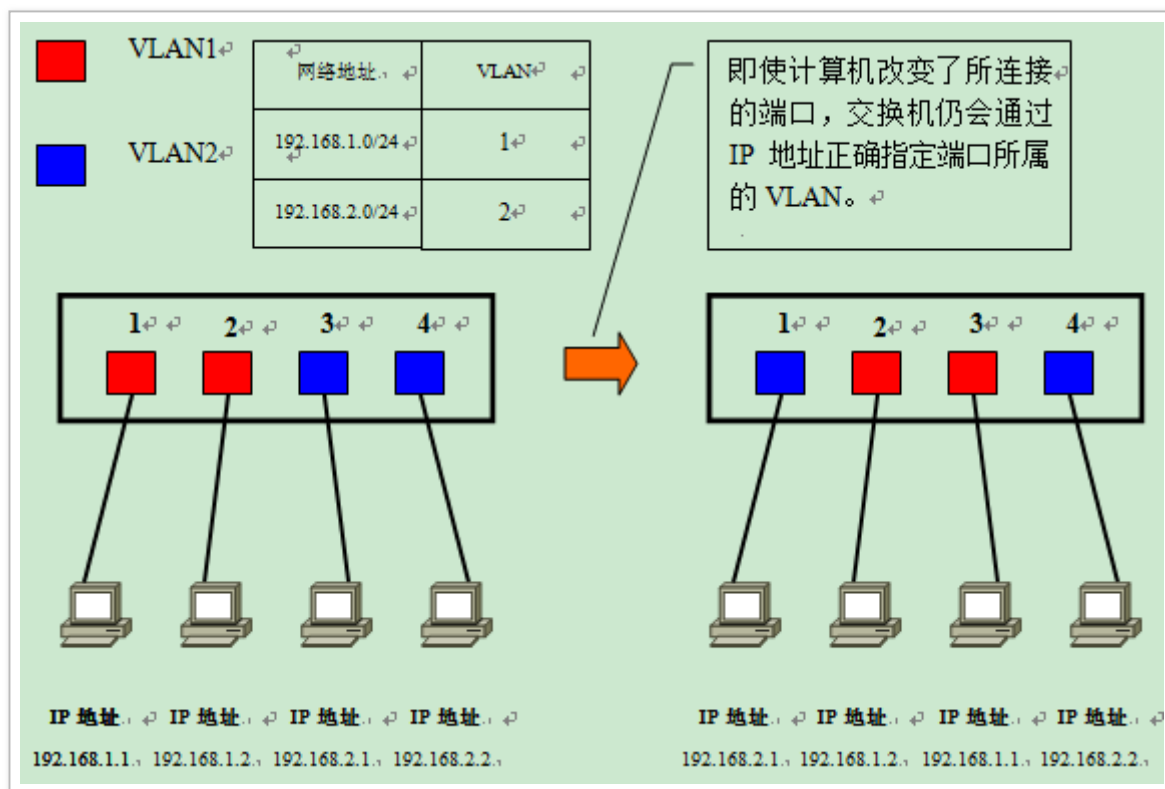 VLAN1
VLAN2
网络地址 VLAN
192.168.1.0/24 1
192.168.2.0/24 2
即使计算机改变了所连接
的端口，交换机仍会通过
IP 地址正确指定端口所属
的 VLAN。
1 2 3 4
1 2 3 4
IP 地址 IP 地址 IP 地址 IP 地址
192.168.1.1 192.168.1.2 192.168.2.1 192.168.2.2
IP 地址 IP 地址 IP 地址 IP 地址
192.168.2.1 192.168.1.2 192.168.1.1 192.168.2.2